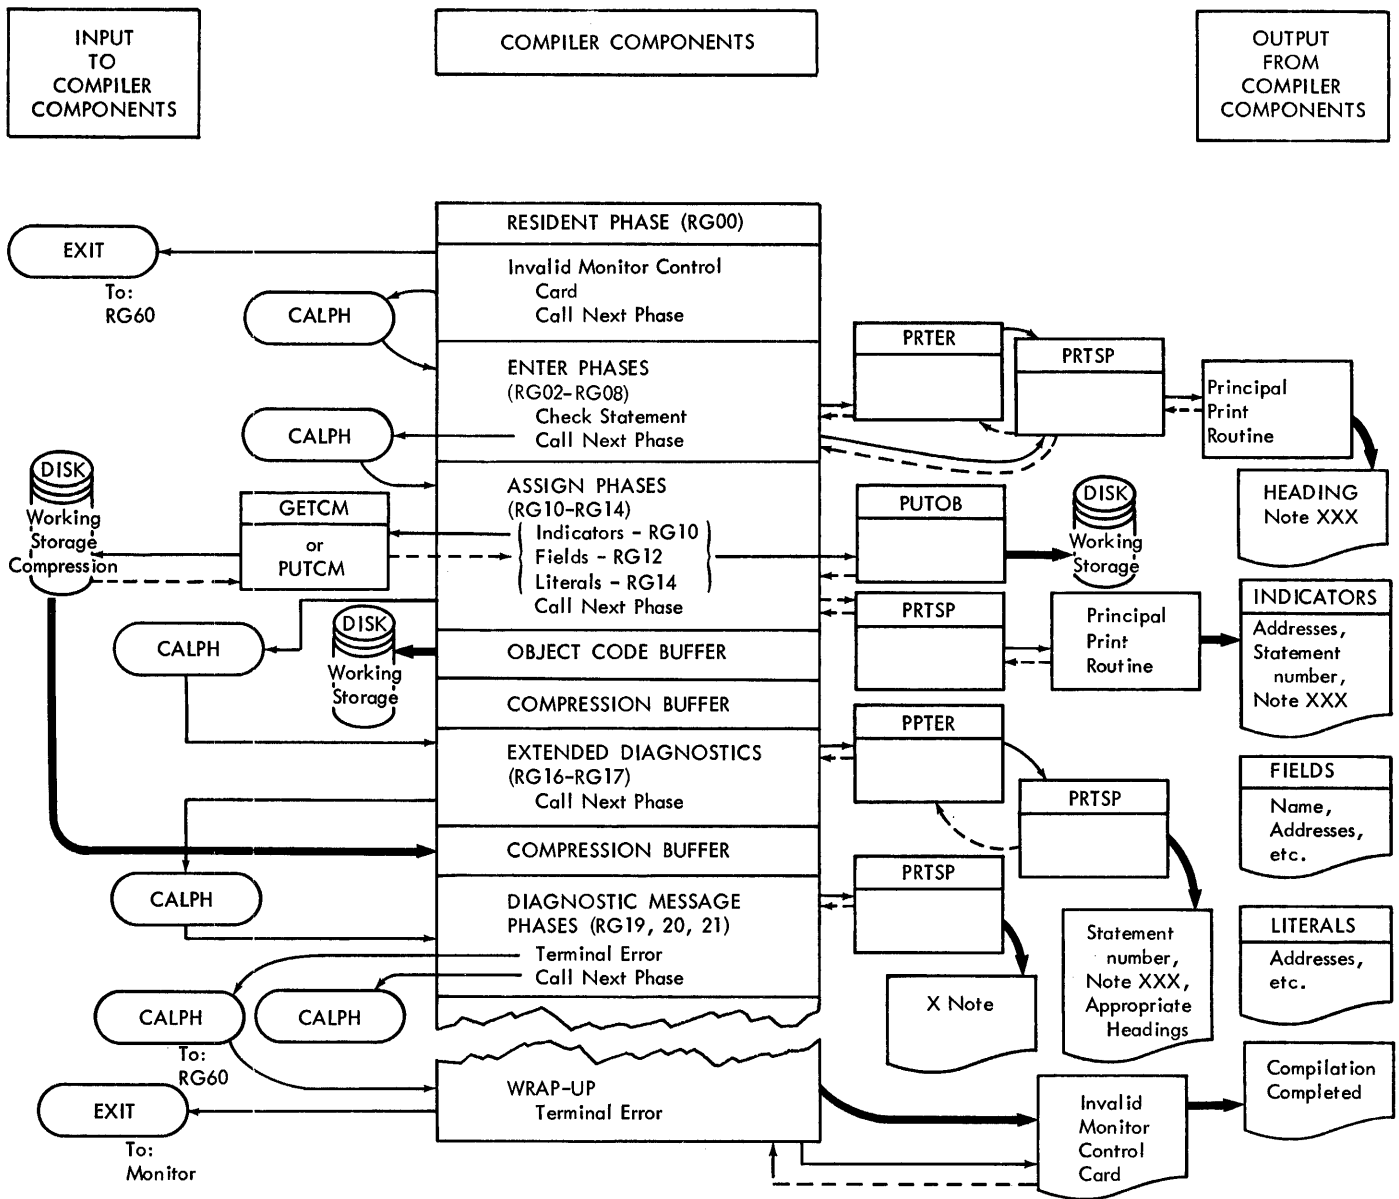 INPUT
TO
COMPILER
COMPONENTS
COMPILER COMPONENTS
OUTPUT
FROM
COMPILER
COMPONENTS
RESIDENT PHASE (RG00)
EXIT
To:
RG60
Invalid Monitor Control
Card
Call Next Phase
CALPH
PRTER
PRTSP
ENTER PHASES
(RG02-RG08)
Check Statement
Call Next Phase
Principal
Print
Routine
CALPH
HEADING
Note XXX
DISK
Working
Storage
Compression
GETCM
or
PUTCM
ASSIGN PHASES
(RG10-RG14)
Indicators - RG10
Fields - RG12
Literals - RG14
Call Next Phase
PUTOB
DISK
Working
Storage
CALPH
DISK
Working
Storage
PRTSP
Principal
Print
Routine
INDICATORS
Addresses,
Statement
number,
Note XXX
OBJECT CODE BUFFER
COMPRESSION BUFFER
PPTER
EXTENDED DIAGNOSTICS
(RG16-RG17)
Call Next Phase
PRTSP
FIELDS
Name,
Addresses,
etc.
COMPRESSION BUFFER
PRTSP
CALPH
DIAGNOSTIC MESSAGE
PHASES (RG19, 20, 21)
Terminal Error
Call Next Phase
Statement
number,
Note XXX,
Appropriate
Headings
LITERALS
Addresses,
etc.
CALPH
To:
RG60
CALPH
X Note
WRAP-UP
Terminal Error
EXIT
To:
Monitor
Invalid
Monitor
Control
Card
Compilation
Completed